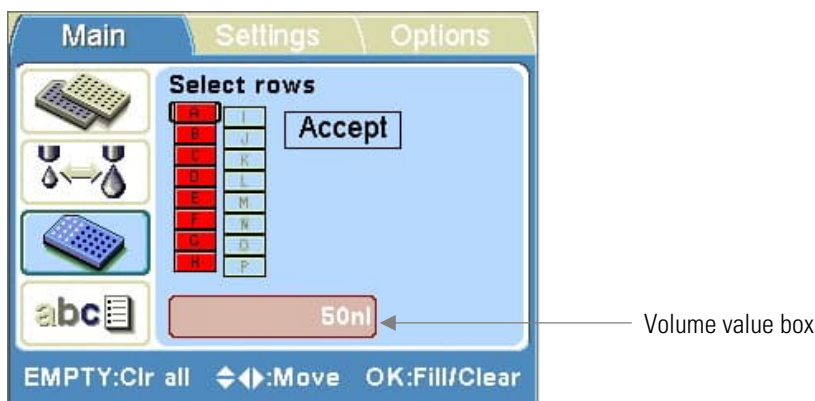 Main Settings Options
Select rows
A I
B J
C K
D L
E M
F N
G O
H P
Accept
abc
50nl
Volume value box
EMPTY:Clr all :Move OK:Fill/Clear